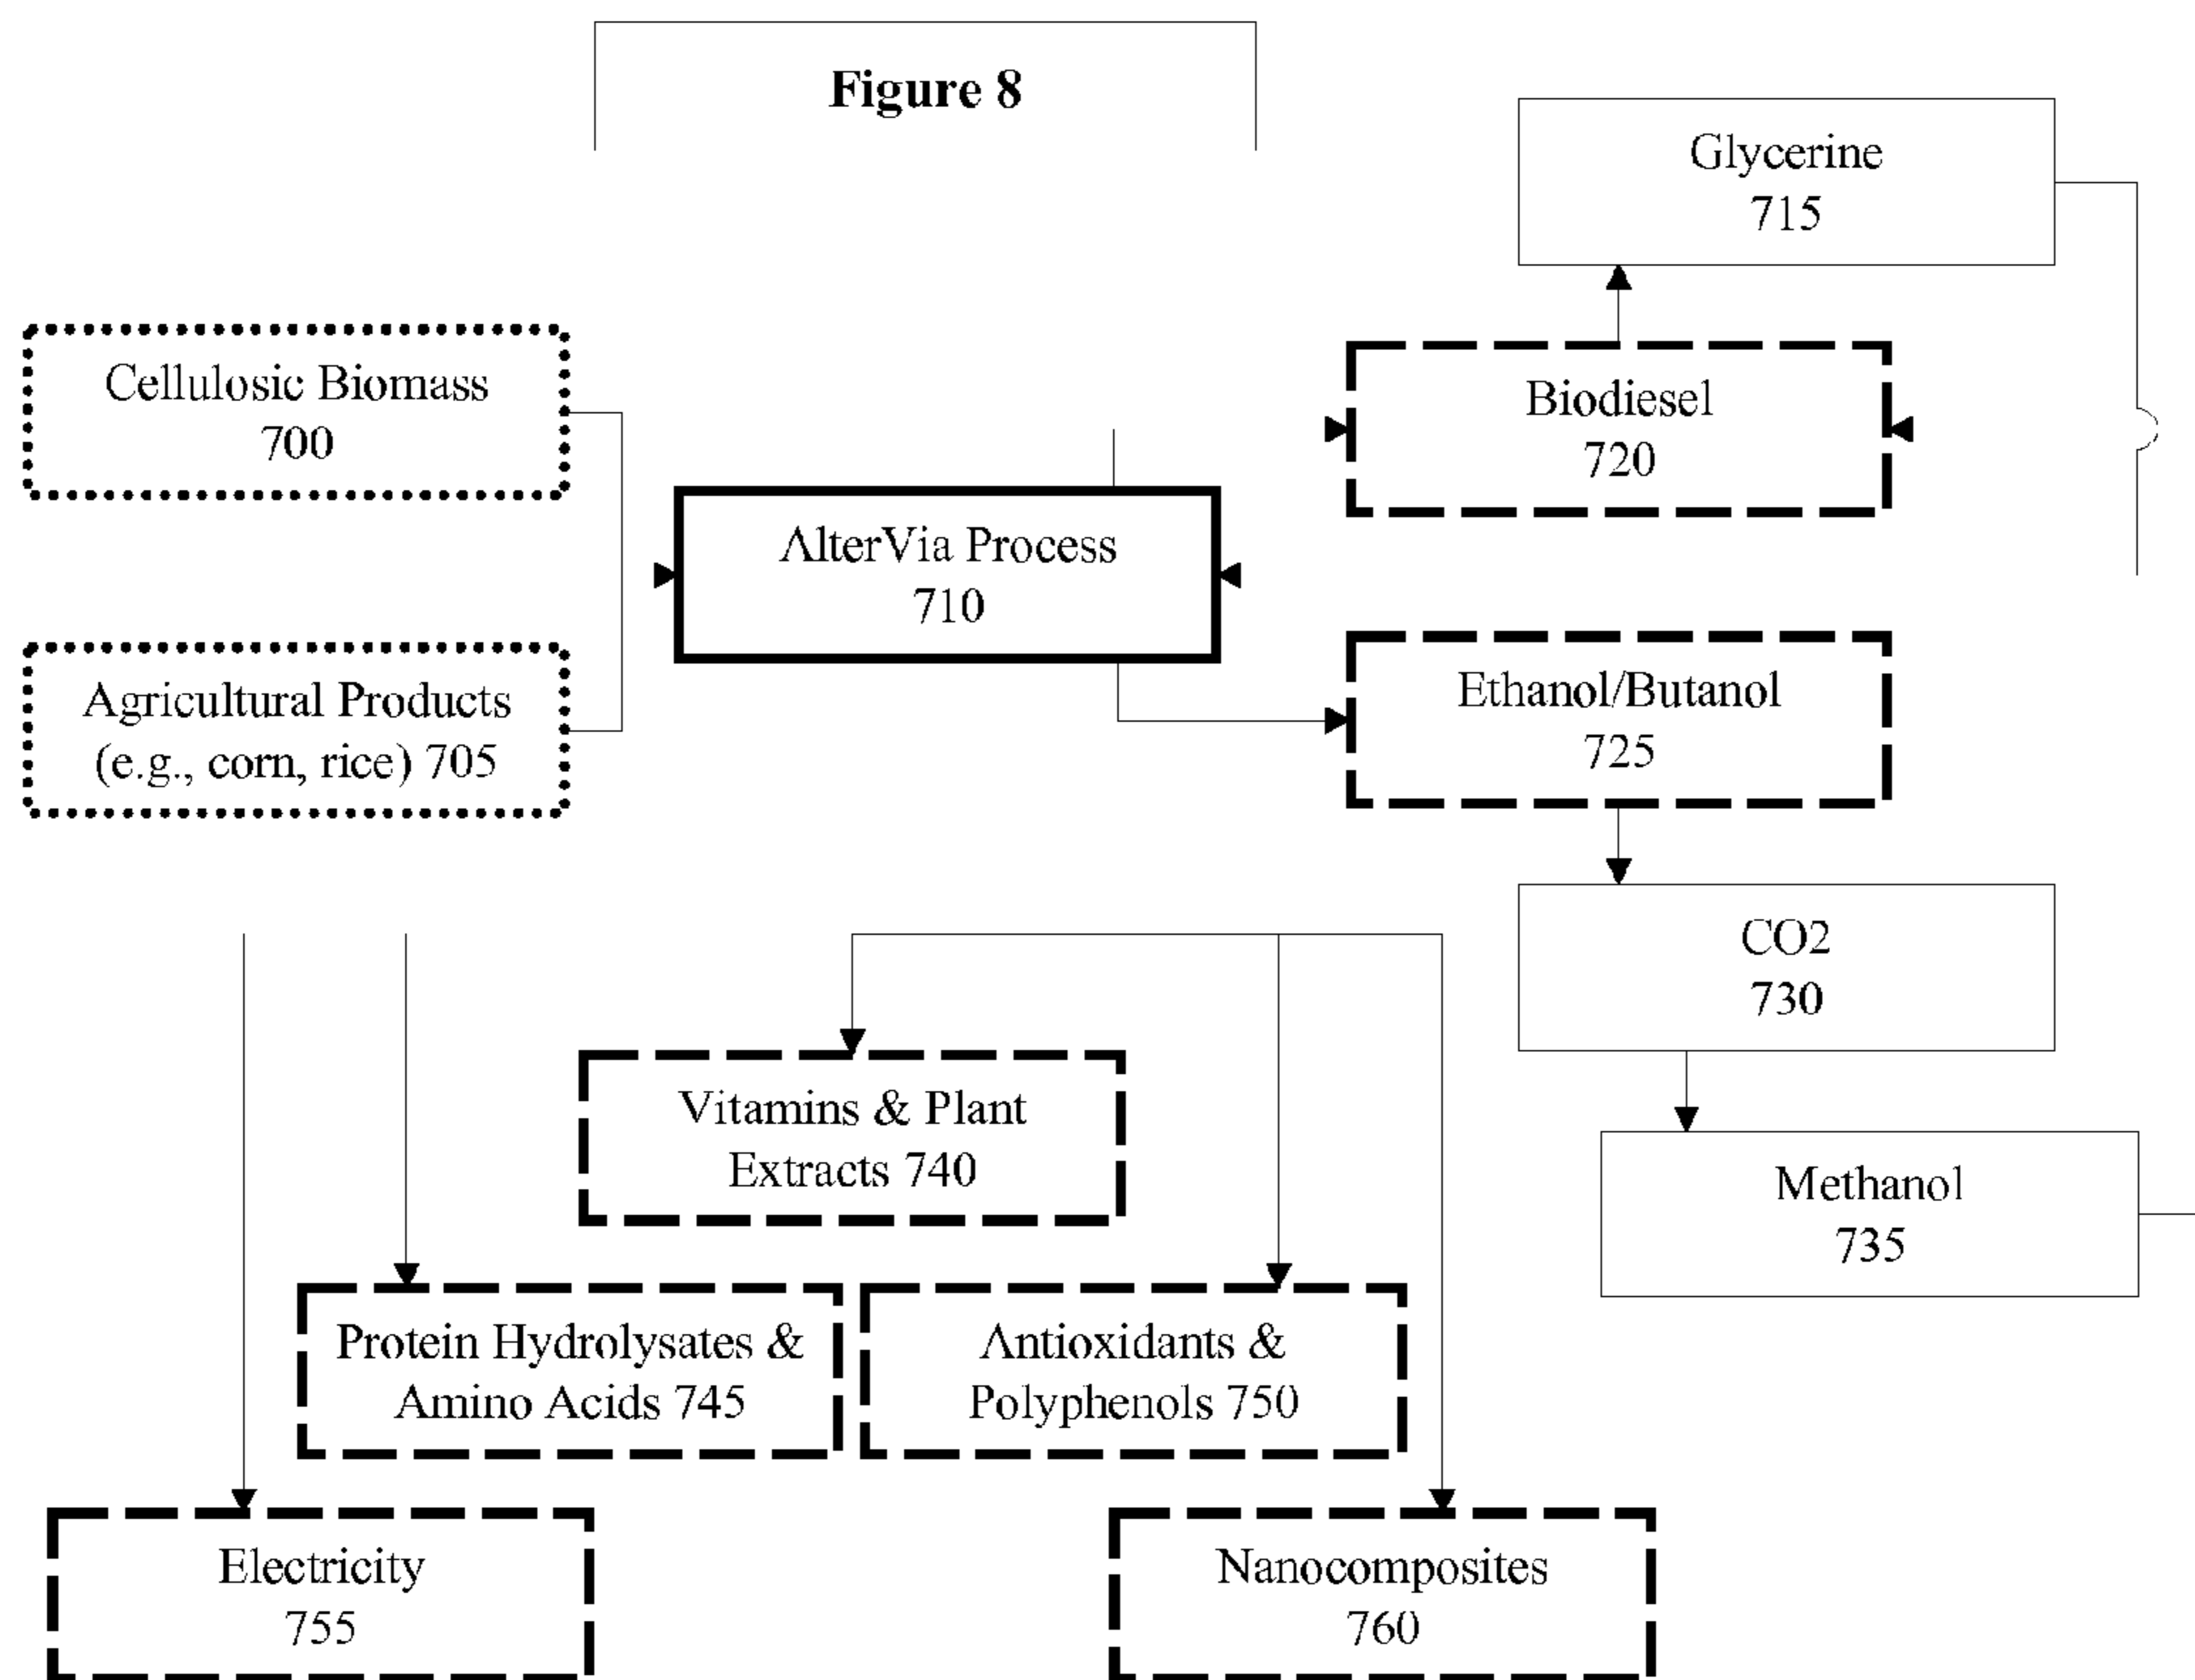 Figure 8
Glycerine
715
Cellulosic Biomass
700
Biodiesel
720
AlterVia Process
710
Agricultural Products
(e.g., corn, rice) 705
Ethanol/Butanol
725
CO2
730
Vitamins & Plant
Extracts 740
Methanol
735
Protein Hydrolysates &
Amino Acids 745
Antioxidants &
Polyphenols 750
Electricity
755
Nanocomposites
760